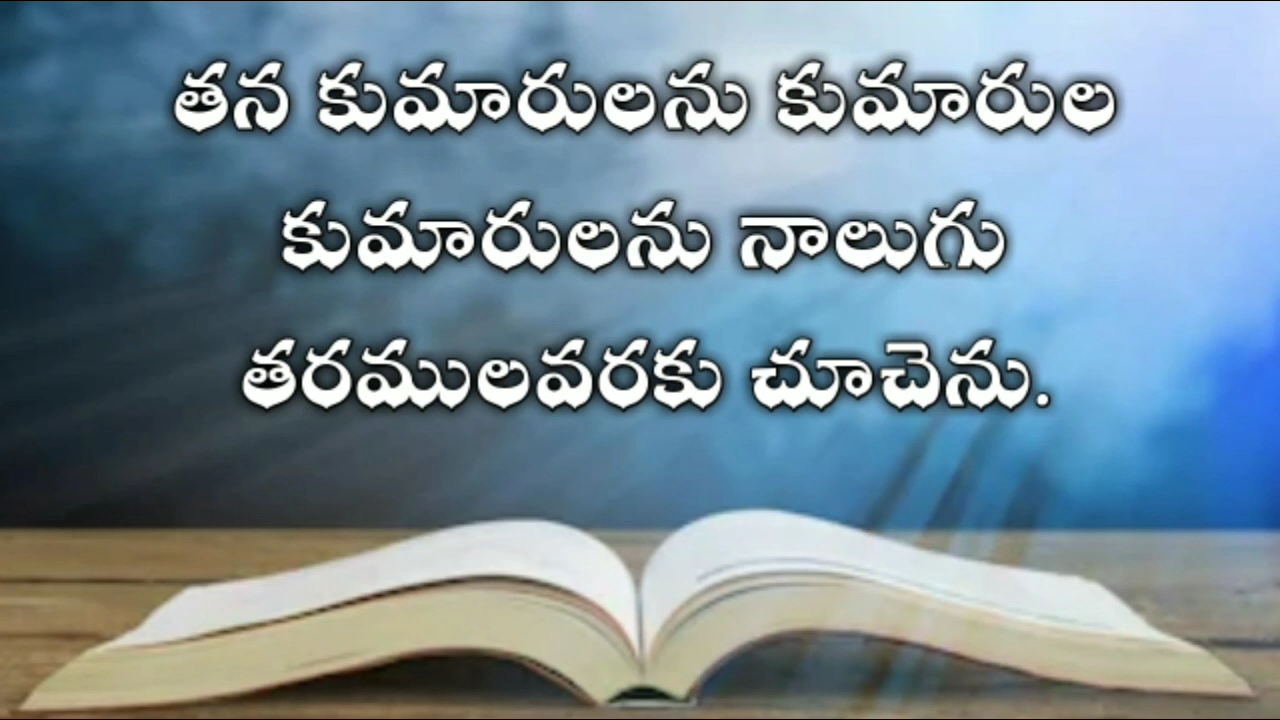 తన కుమారులను కుమారుల
కుమారులను నాలుగు
తరములవరకు చూచెను.